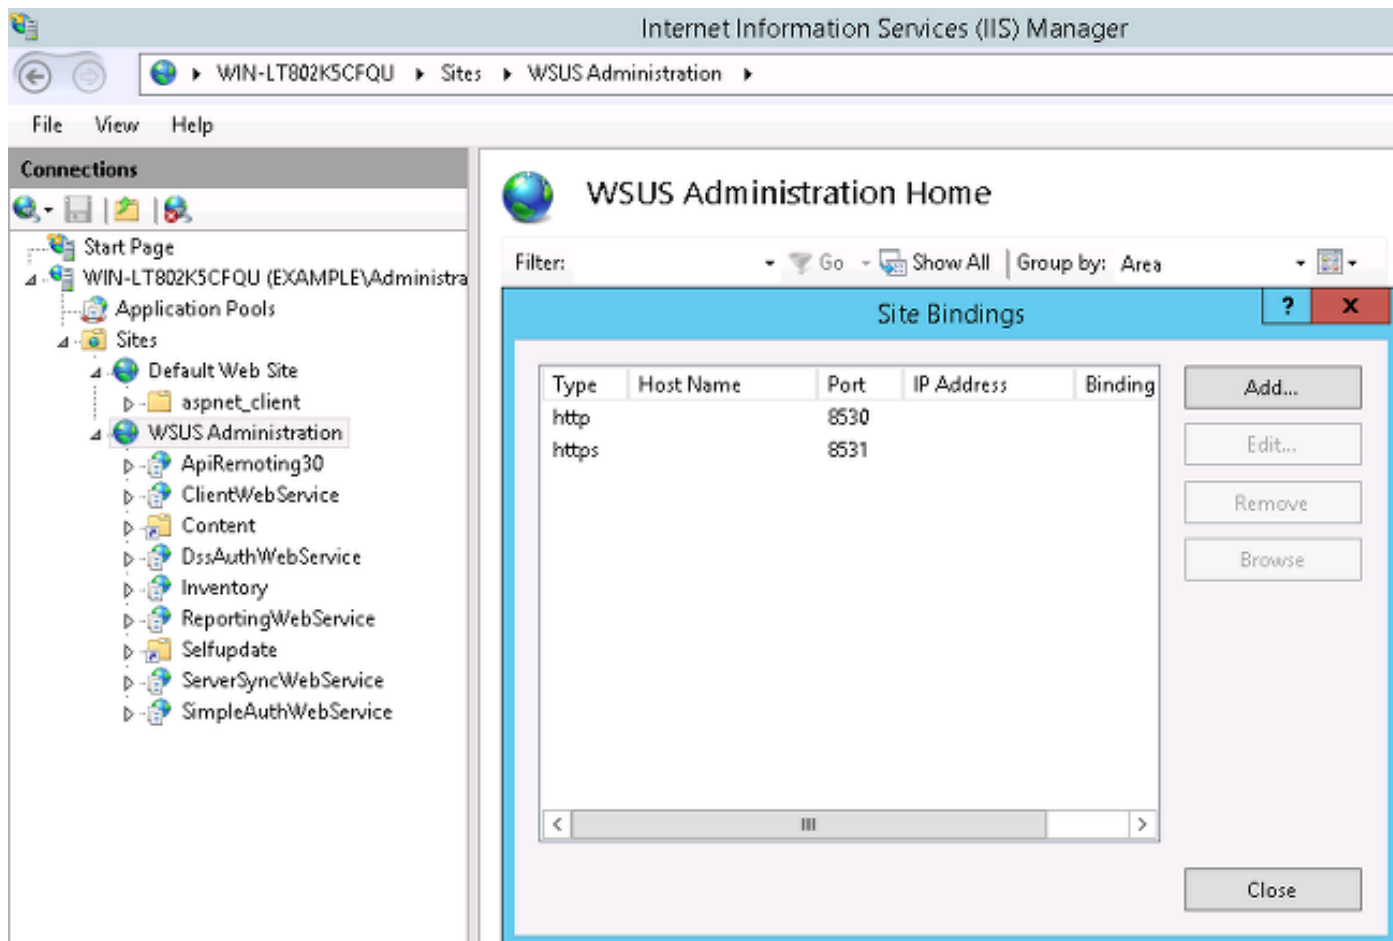 Internet Information Services (IIS) Manager
WIN-LT802K5CFQU Sites WSUS Administration
File View Help
Connections
Start Page
WIN-LT802K5CFQU (EXAMPLE\Administra
Application Pools
Sites
Default Web Site
aspnet_client
WSUS Administration
ApiRemoting30
ClientWebService
Content
DssAuthWebService
Inventory
ReportingWebService
Selfupdate
ServerSyncWebService
SimpleAuthWebService
WSUS Administration Home
Filter: Go Show All Group by: Area
Site Bindings ? X
Type Host Name Port IP Address Binding
http 8530
https 8531
Add...
Edit...
Remove
Browse
Close